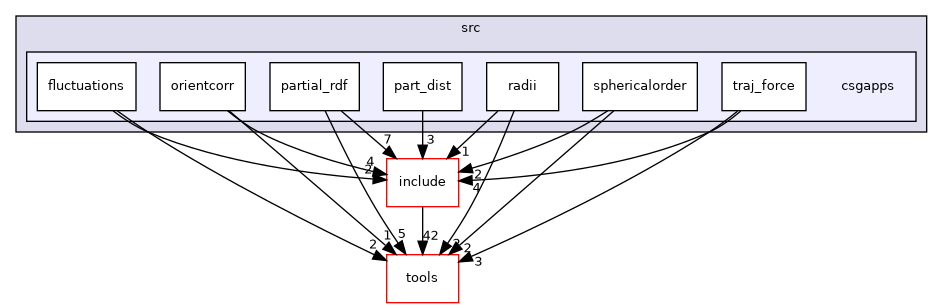 src
fluctuations orientcorr partial_rdf part_dist radii sphericalorder traj_force csgapps
7 3 1
4 2 2 4
include
2 1 5 42 2 3
tools